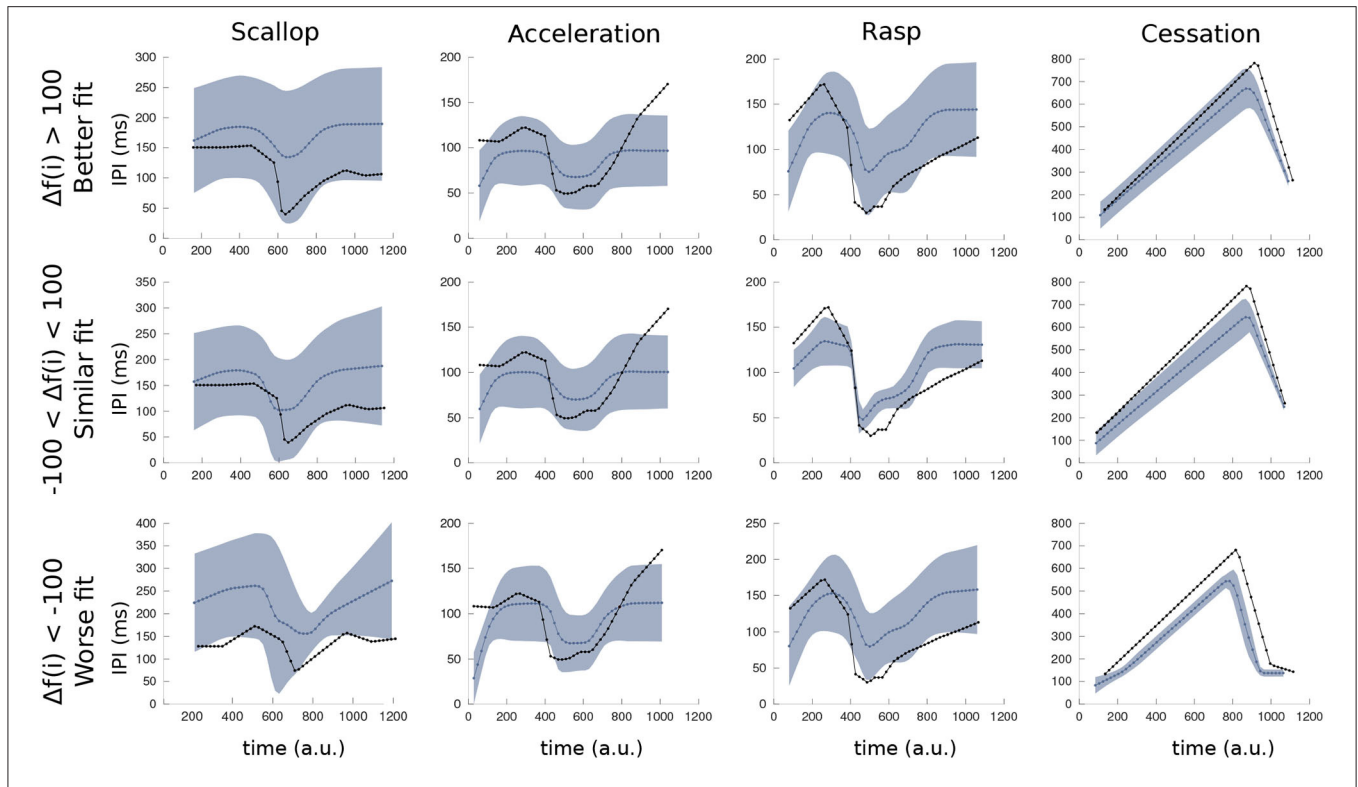 Scallop
Acceleration
Rasp
Cessation
Δf(i) > 100
Better fit
IPI (ms)
300
250
200
150
100
50
0
0 200 400 600 800 1000 1200
200
150
100
50
0
0 200 400 600 800 1000 1200
200
150
100
50
0
0 200 400 600 800 1000 1200
800
700
600
500
400
300
200
100
0
0 200 400 600 800 1000 1200
-100 < Δf(i) < 100
Similar fit
IPI (ms)
350
300
250
200
150
100
50
0
0 200 400 600 800 1000 1200
200
150
100
50
0
0 200 400 600 800 1000 1200
200
150
100
50
0
0 200 400 600 800 1000 1200
800
700
600
500
400
300
200
100
0
0 200 400 600 800 1000 1200
Δf(i) < -100
Worse fit
IPI (ms)
400
350
300
250
200
150
100
50
0
200 400 600 800 1000 1200
200
150
100
50
0
0 200 400 600 800 1000 1200
250
200
150
100
50
0
0 200 400 600 800 1000 1200
800
700
600
500
400
300
200
100
0
0 200 400 600 800 1000 1200
time (a.u.)
time (a.u.)
time (a.u.)
time (a.u.)